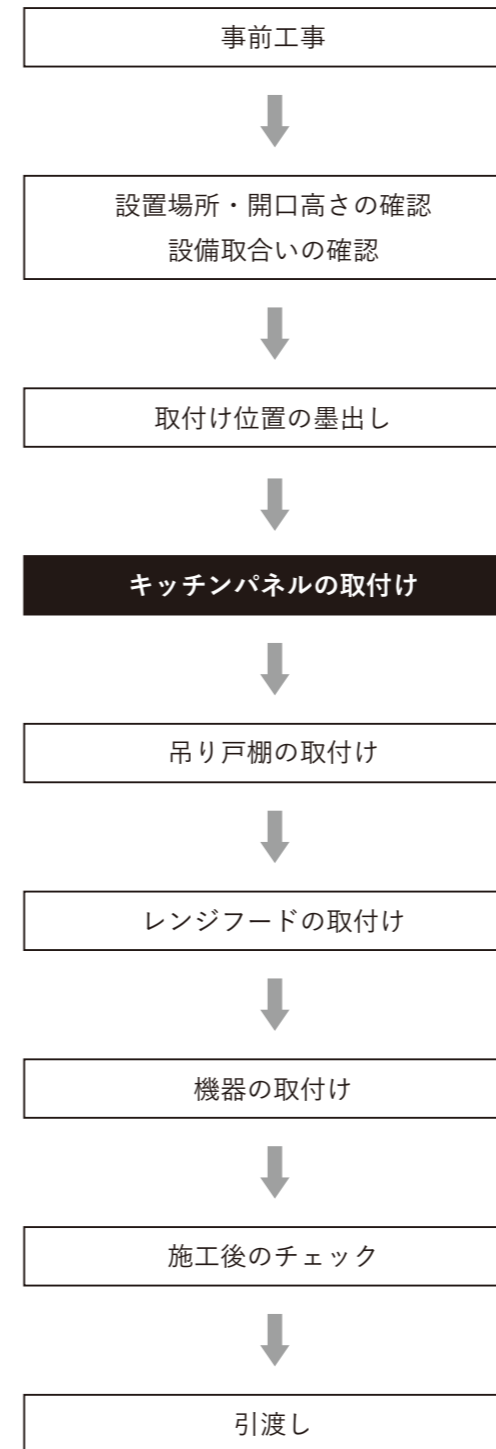 事前工事
設置場所・開口高さの確認
設備取合いの確認
取付け位置の墨出し
キッチンパネルの取付け
吊り戸棚の取付け
レンジフードの取付け
機器の取付け
施工後のチェック
引渡し